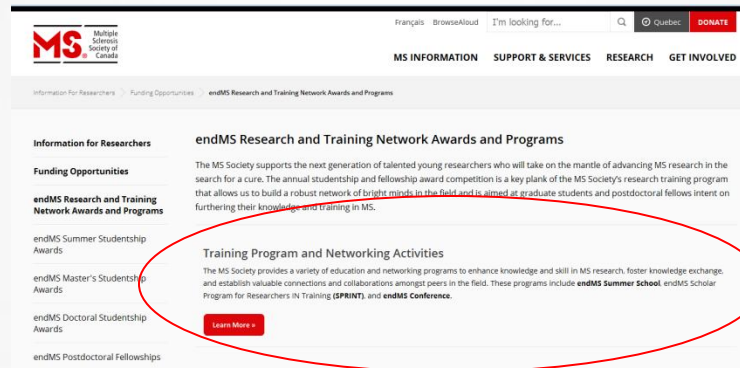 Français BrowseAloud I'm looking for... Quebec DONATE
MS Multiple
Sclerosis
Society of
Canada
MS INFORMATION SUPPORT & SERVICES RESEARCH GET INVOLVED
Information For Researchers > Funding Opportunities > endMS Research and Training Network Awards and Programs
Information for Researchers
Funding Opportunities
endMS Research and Training
Network Awards and Programs
endMS Summer Studentship
Awards
endMS Master's Studentship
Awards
endMS Doctoral Studentship
Awards
endMS Postdoctoral Fellowships
endMS Research and Training Network Awards and Programs
The MS Society supports the next generation of talented young researchers who will take on the mantle of advancing MS research in the
search for a cure. The annual studentship and fellowship award competition is a key plank of the MS Society's research training program
that allows us to build a robust network of bright minds in the field and is aimed at graduate students and postdoctoral fellows intent on
furthering their knowledge and training in MS.
Training Program and Networking Activities
The MS Society provides a variety of education and networking programs to enhance knowledge and skill in MS research, foster knowledge exchange,
and establish valuable connections and collaborations amongst peers in the field. These programs include endMS Summer School, endMS Scholar
Program for Researchers IN Training (SPRINT), and endMS Conference.
Learn More »